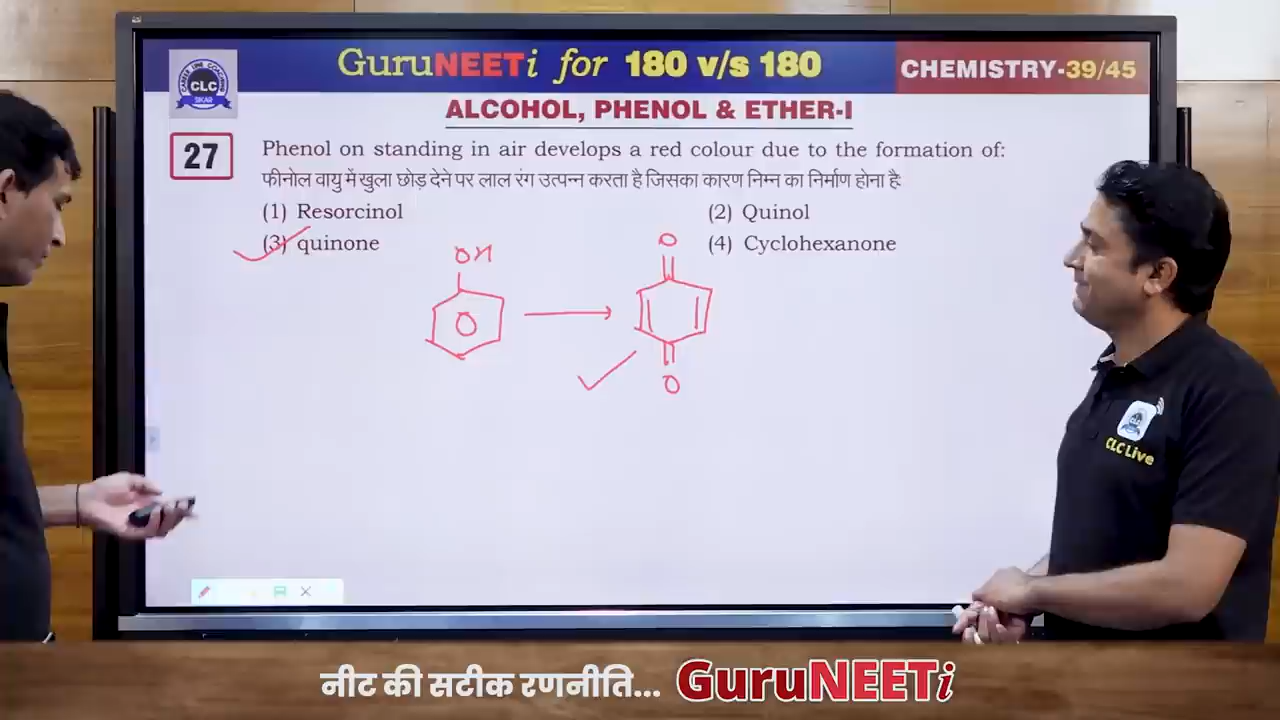 GuruNEETi for 180 v/s 180
CHEMISTRY-39/45
CLC
SIKAR
ALCOHOL, PHENOL & ETHER-I
27
Phenol on standing in air develops a red colour due to the formation of:
फीनोल वायु में खुला छोड़ देने पर लाल रंग उत्पन्न करता है जिसका कारण निम्न का निर्माण होना है:
(1) Resorcinol
(2) Quinol
(3) quinone
(4) Cyclohexanone
OH
O
O
CLC Live
नीट की सटीक रणनीति... GuruNEETi